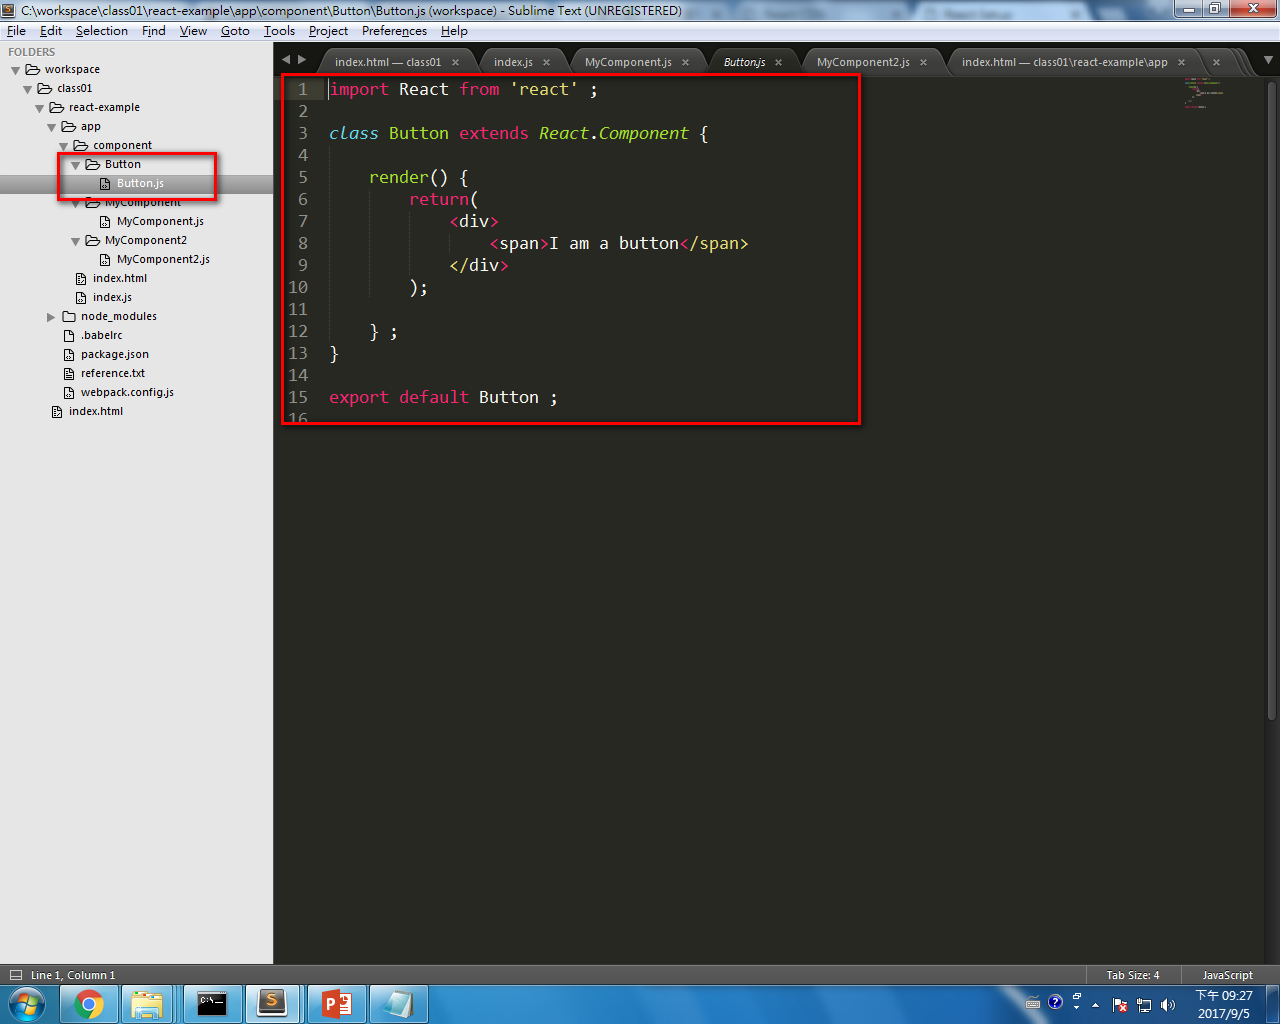 C:\workspace\class01\react-example\app\component\Button\Button.js (workspace) - Sublime Text (UNREGISTERED)
File Edit Selection Find View Goto Tools Project Preferences Help
FOLDERS
workspace
class01
react-example
app
component
Button
Button.js
MyComponent
MyComponent.js
MyComponent2
MyComponent2.js
index.html
index.js
node_modules
.babelrc
package.json
reference.txt
webpack.config.js
index.html
index.html — class01 × index.js × MyComponent.js × Button.js × MyComponent2.js × index.html — class01\react-example\app × ×
1 import React from 'react' ;
2
3 class Button extends React.Component {
4
5 render() {
6 return(
7 <div>
8 <span>I am a button</span>
9 </div>
10 );
11
12 } ;
13 }
14
15 export default Button ;
16
Line 1, Column 1
Tab Size: 4 JavaScript
C:\_
S
P
下午 09:27
2017/9/5